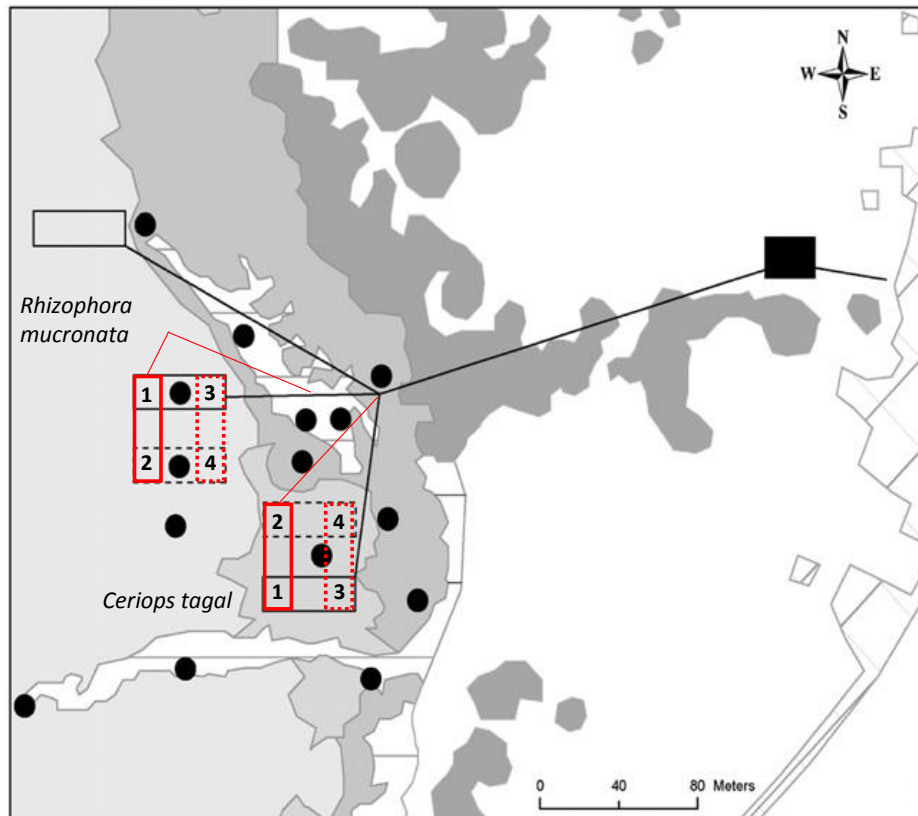 N
W E
S
Rhizophora
mucronata
1 3
2 4
2 4
1 3
Ceriops tagal
0 40 80 Meters